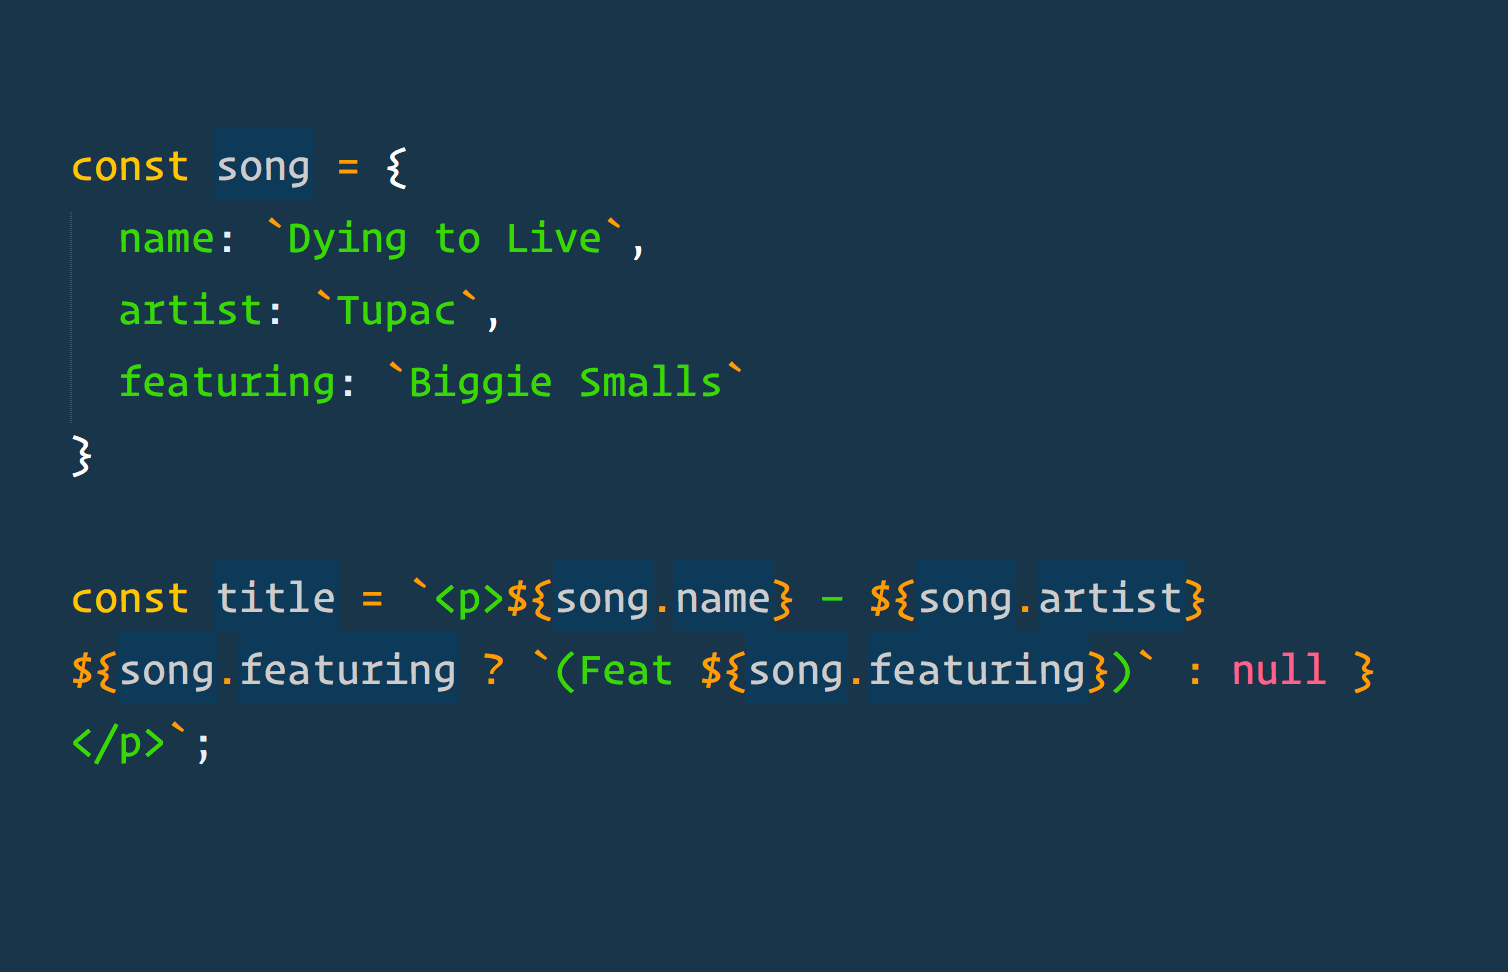 const song = {
  name: `Dying to Live`,
  artist: `Tupac`,
  featuring: `Biggie Smalls`
}
const title = `<p>${song.name} – ${song.artist}
${song.featuring ? `(Feat ${song.featuring})` : null }
</p>`;